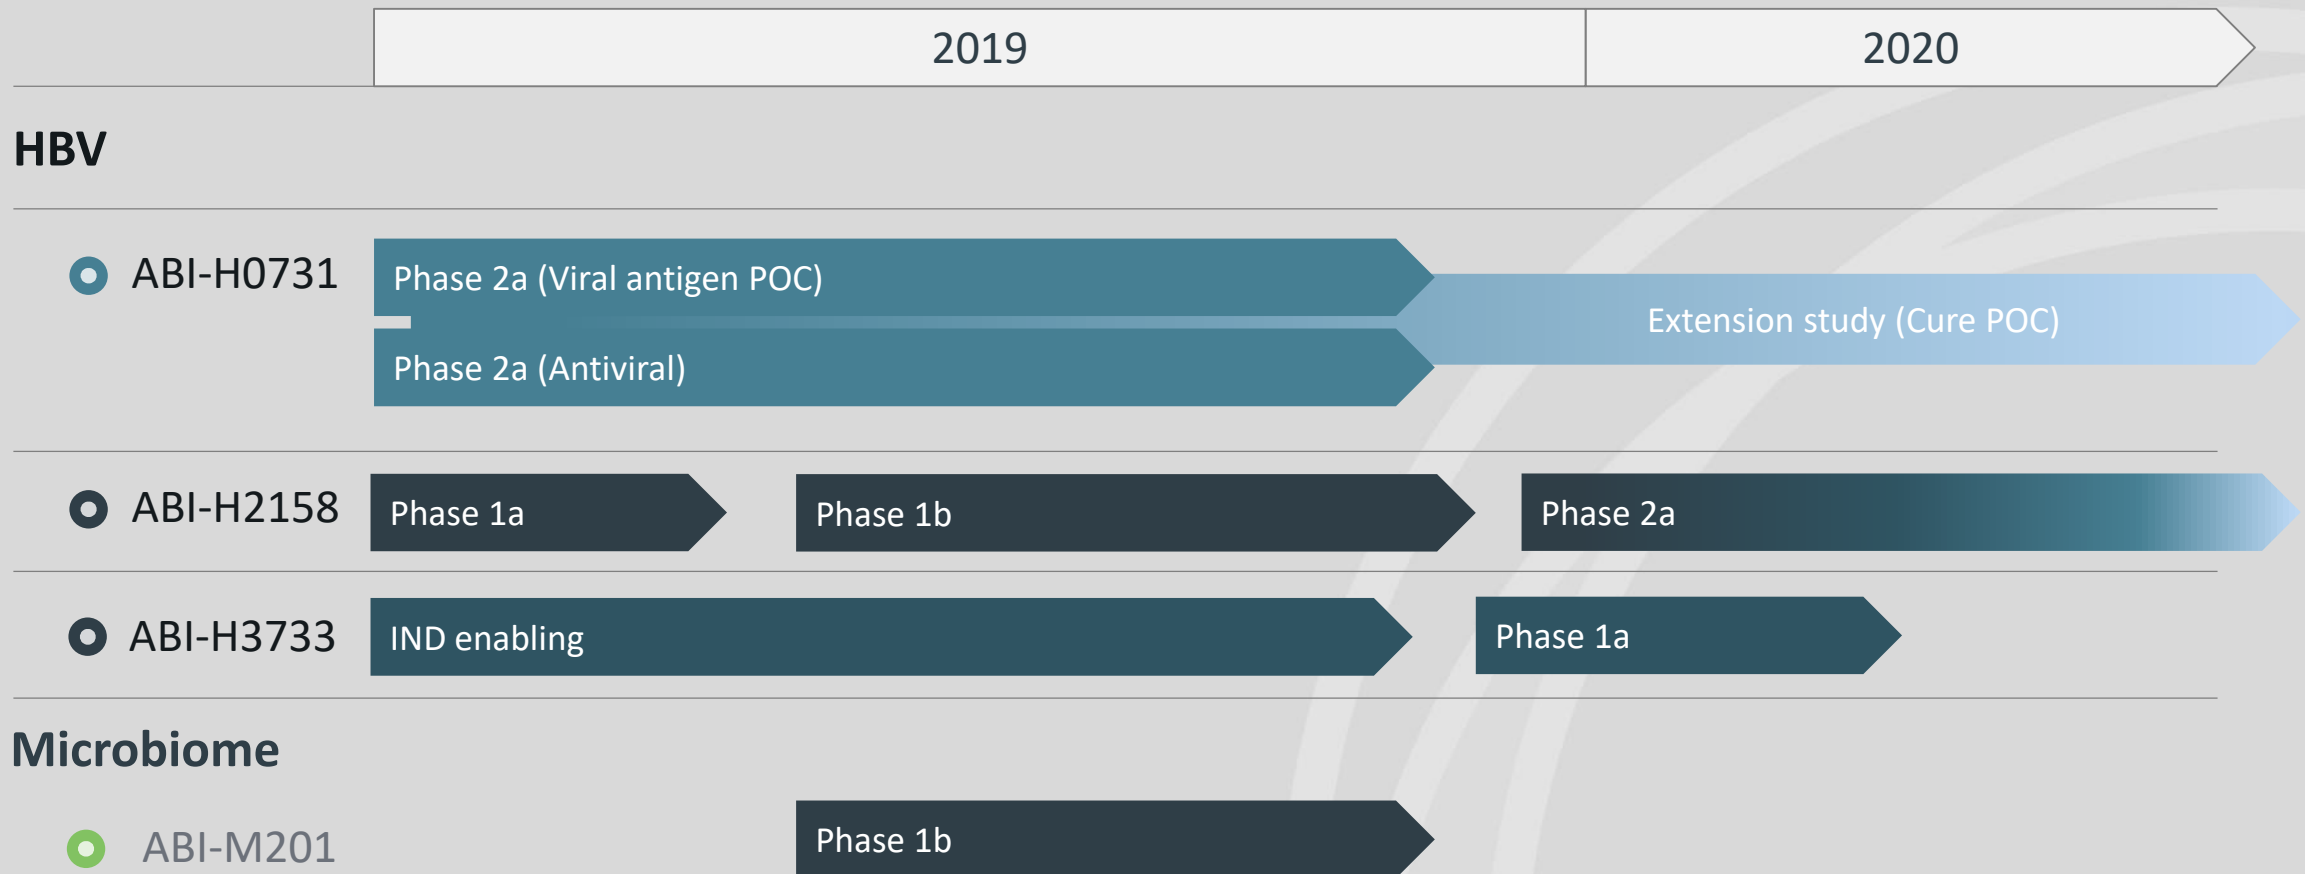 2019
2020
HBV
ABI-H0731
Phase 2a (Viral antigen POC)
Extension study (Cure POC)
Phase 2a (Antiviral)
ABI-H2158
Phase 1a
Phase 1b
Phase 2a
ABI-H3733
IND enabling
Phase 1a
Microbiome
ABI-M201
Phase 1b